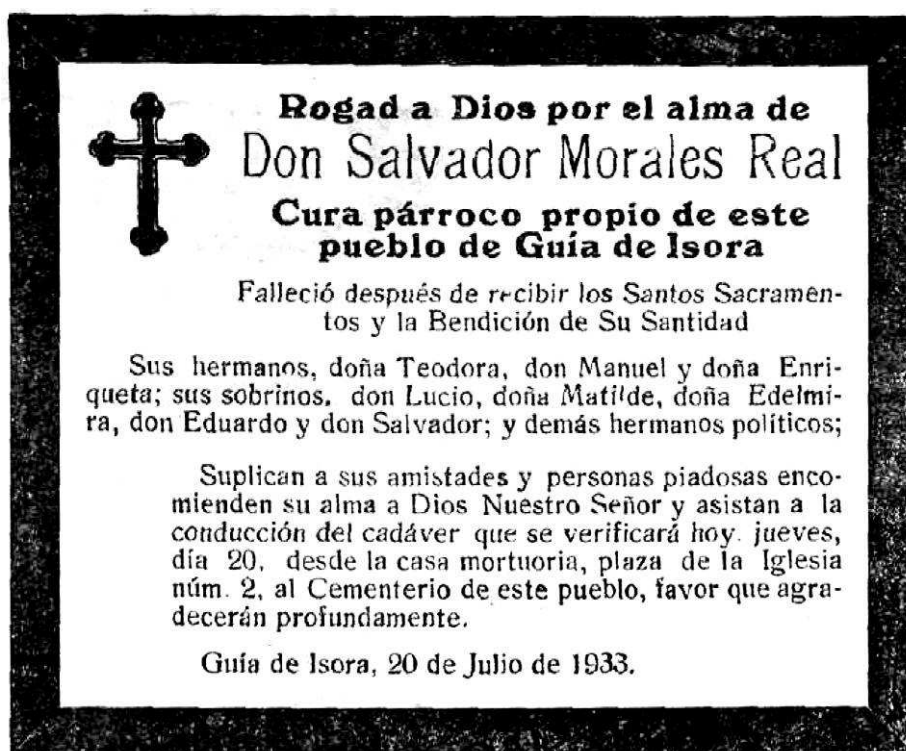 Rogad a Dios por el alma de
Don Salvador Morales Real
Cura párroco propio de este
pueblo de Guía de Isora
Falleció después de recibir los Santos Sacramen-
tos y la Bendición de Su Santidad
Sus hermanos, doña Teodora, don Manuel y doña Enri-
queta; sus sobrinos, don Lucio, doña Matilde, doña Edelmi-
ra, don Eduardo y don Salvador; y demás hermanos políticos;
Suplican a sus amistades y personas piadosas enco-
mienden su alma a Dios Nuestro Señor y asistan a la
conducción del cadáver que se verificará hoy. jueves,
día 20, desde la casa mortuoria, plaza de la Iglesia
núm. 2, al Cementerio de este pueblo, favor que agra-
decerán profundamente.
Guía de Isora, 20 de Julio de 1933.